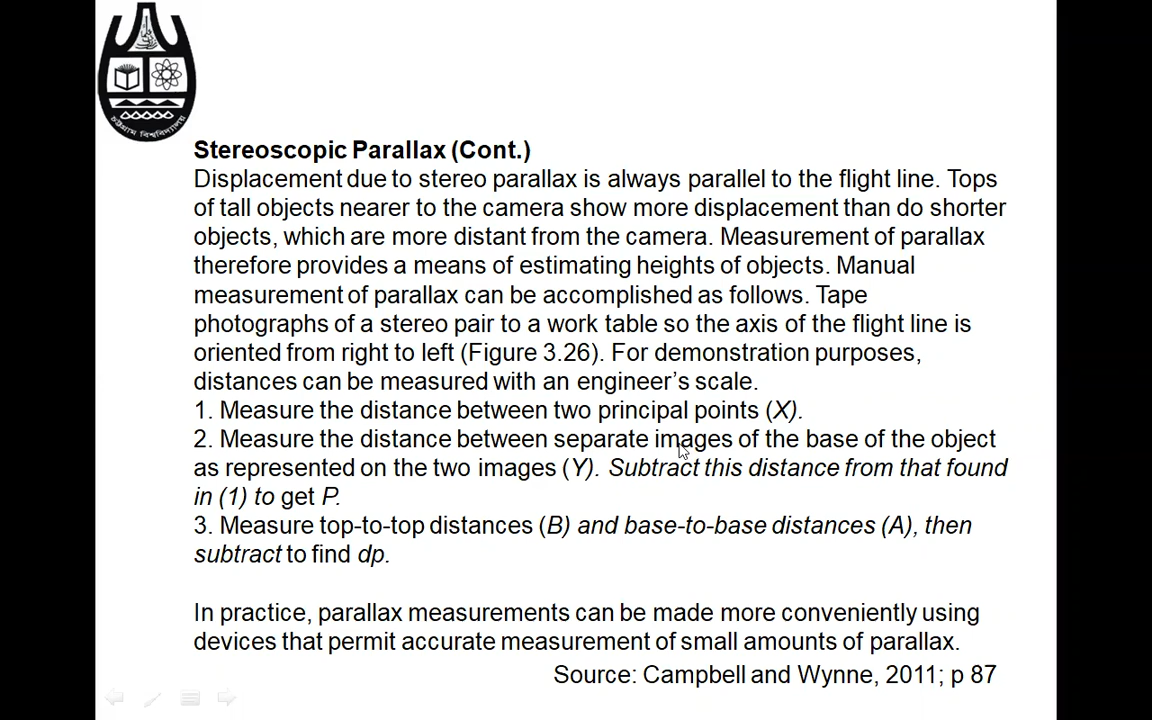 চট্টগ্রাম বিশ্ববিদ্যালয়
Stereoscopic Parallax (Cont.)
Displacement due to stereo parallax is always parallel to the flight line. Tops
of tall objects nearer to the camera show more displacement than do shorter
objects, which are more distant from the camera. Measurement of parallax
therefore provides a means of estimating heights of objects. Manual
measurement of parallax can be accomplished as follows. Tape
photographs of a stereo pair to a work table so the axis of the flight line is
oriented from right to left (Figure 3.26). For demonstration purposes,
distances can be measured with an engineer’s scale.
1. Measure the distance between two principal points (X).
2. Measure the distance between separate images of the base of the object
as represented on the two images (Y). Subtract this distance from that found
in (1) to get P.
3. Measure top-to-top distances (B) and base-to-base distances (A), then
subtract to find dp.
In practice, parallax measurements can be made more conveniently using
devices that permit accurate measurement of small amounts of parallax.
Source: Campbell and Wynne, 2011; p 87